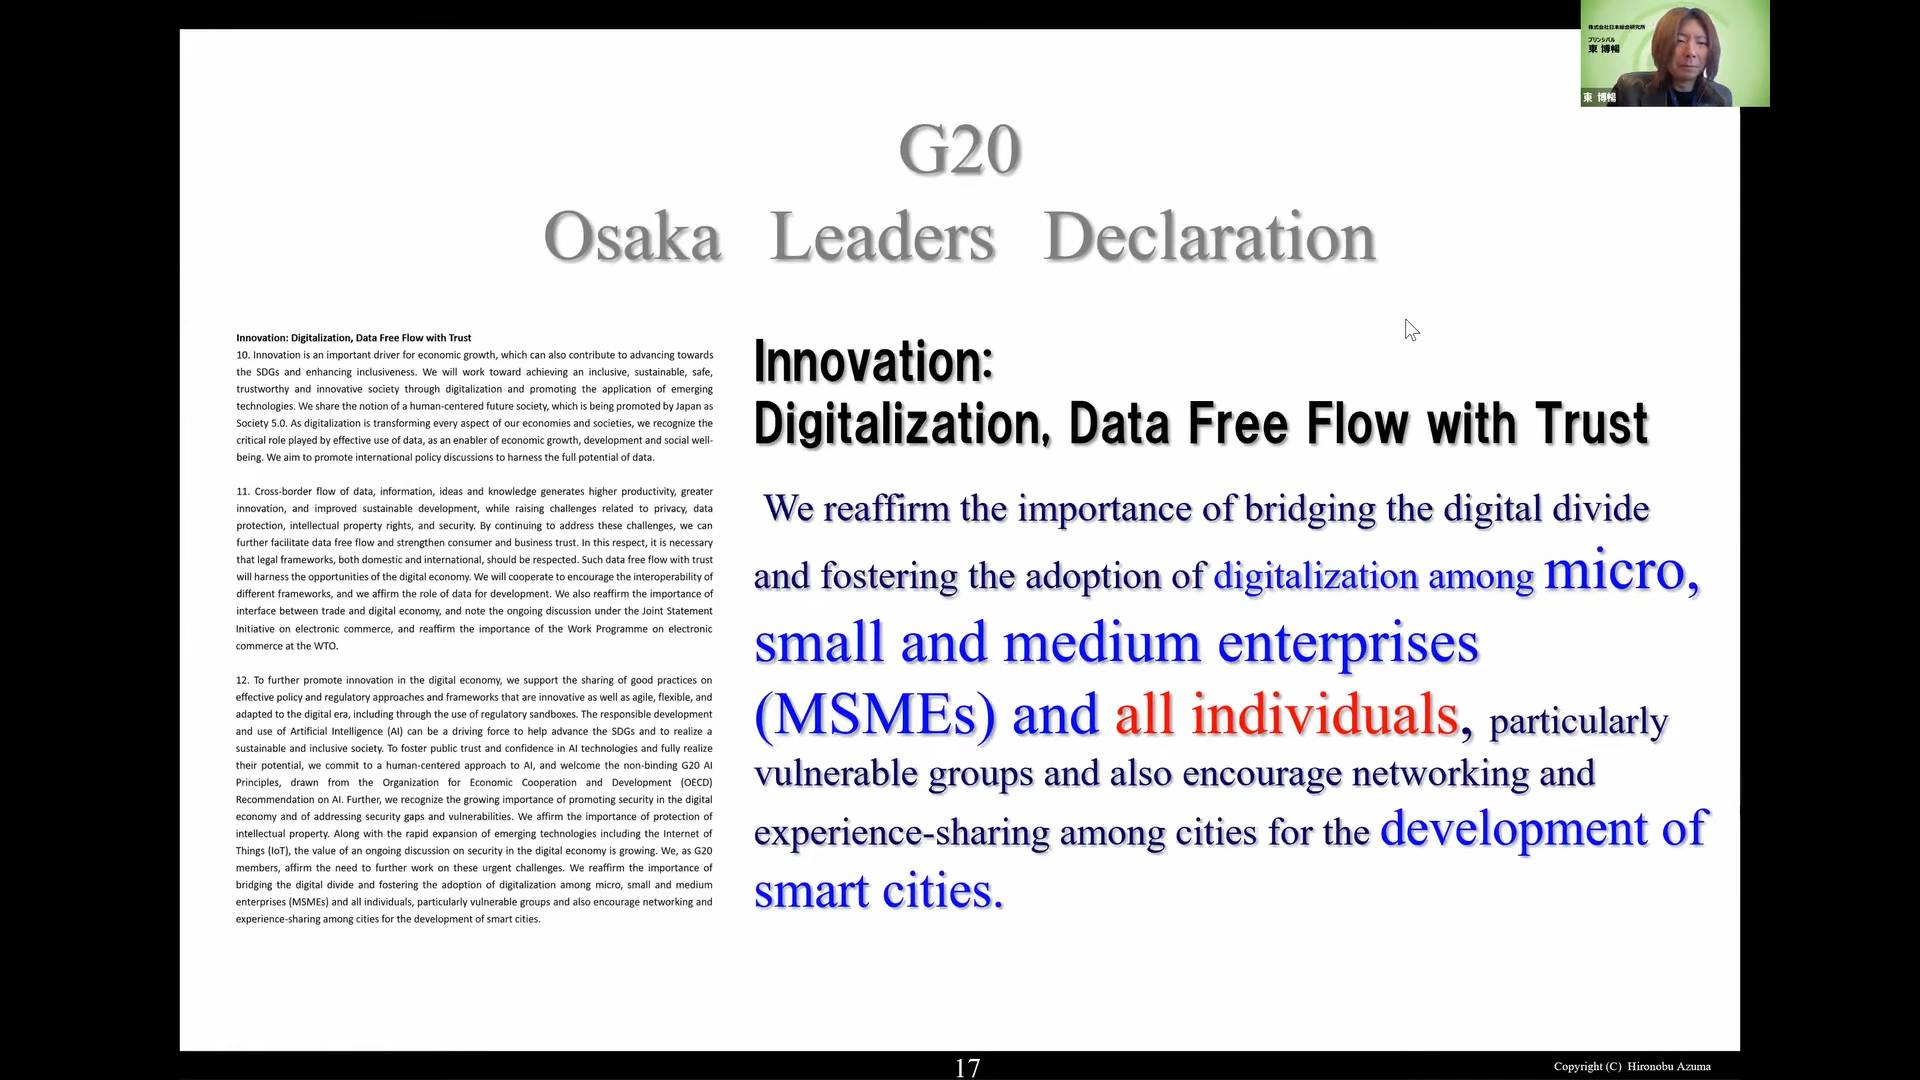 株式会社日本総合研究所
プリンシパル
東 博暢
東 博暢
G20
Osaka Leaders Declaration
Innovation: Digitalization, Data Free Flow with Trust
10. Innovation is an important driver for economic growth, which can also contribute to advancing towards
the SDGs and enhancing inclusiveness. We will work toward achieving an inclusive, sustainable, safe,
trustworthy and innovative society through digitalization and promoting the application of emerging
technologies. We share the notion of a human-centered future society, which is being promoted by Japan as
Society 5.0. As digitalization is transforming every aspect of our economies and societies, we recognize the
critical role played by effective use of data, as an enabler of economic growth, development and social well-
being. We aim to promote international policy discussions to harness the full potential of data.
11. Cross-border flow of data, information, ideas and knowledge generates higher productivity, greater
innovation, and improved sustainable development, while raising challenges related to privacy, data
protection, intellectual property rights, and security. By continuing to address these challenges, we can
further facilitate data free flow and strengthen consumer and business trust. In this respect, it is necessary
that legal frameworks, both domestic and international, should be respected. Such data free flow with trust
will harness the opportunities of the digital economy. We will cooperate to encourage the interoperability of
different frameworks, and we affirm the role of data for development. We also reaffirm the importance of
interface between trade and digital economy, and note the ongoing discussion under the Joint Statement
Initiative on electronic commerce, and reaffirm the importance of the Work Programme on electronic
commerce at the WTO.
12. To further promote innovation in the digital economy, we support the sharing of good practices on
effective policy and regulatory approaches and frameworks that are innovative as well as agile, flexible, and
adapted to the digital era, including through the use of regulatory sandboxes. The responsible development
and use of Artificial Intelligence (AI) can be a driving force to help advance the SDGs and to realize a
sustainable and inclusive society. To foster public trust and confidence in AI technologies and fully realize
their potential, we commit to a human-centered approach to AI, and welcome the non-binding G20 AI
Principles, drawn from the Organization for Economic Cooperation and Development (OECD)
Recommendation on AI. Further, we recognize the growing importance of promoting security in the digital
economy and of addressing security gaps and vulnerabilities. We affirm the importance of protection of
intellectual property. Along with the rapid expansion of emerging technologies including the Internet of
Things (IoT), the value of an ongoing discussion on security in the digital economy is growing. We, as G20
members, affirm the need to further work on these urgent challenges. We reaffirm the importance of
bridging the digital divide and fostering the adoption of digitalization among micro, small and medium
enterprises (MSMEs) and all individuals, particularly vulnerable groups and also encourage networking and
experience-sharing among cities for the development of smart cities.
Innovation:
Digitalization, Data Free Flow with Trust
We reaffirm the importance of bridging the digital divide
and fostering the adoption of digitalization among micro,
small and medium enterprises
(MSMEs) and all individuals, particularly
vulnerable groups and also encourage networking and
experience-sharing among cities for the development of
smart cities.
17
Copyright (C) Hironobu Azuma